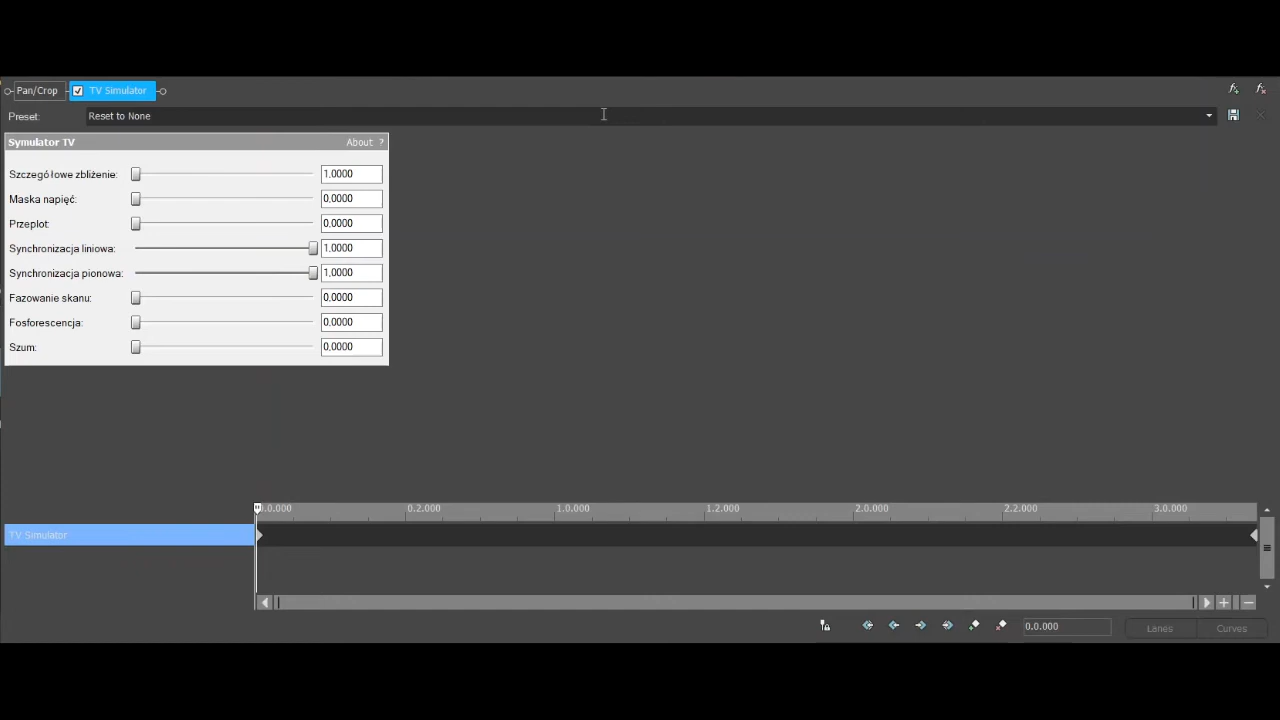 Pan/Crop TV Simulator
Preset: Reset to None
Symulator TV About ?
Szczegółowe zbliżenie: 1,0000
Maska napięć: 0,0000
Przeplot: 0,0000
Synchronizacja liniowa: 1,0000
Synchronizacja pionowa: 1,0000
Fazowanie skanu: 0,0000
Fosforescencja: 0,0000
Szum: 0,0000
0.0.000 0.2.000 1.0.000 1.2.000 2.0.000 2.2.000 3.0.000
TV Simulator
0.0.000 Lanes Curves